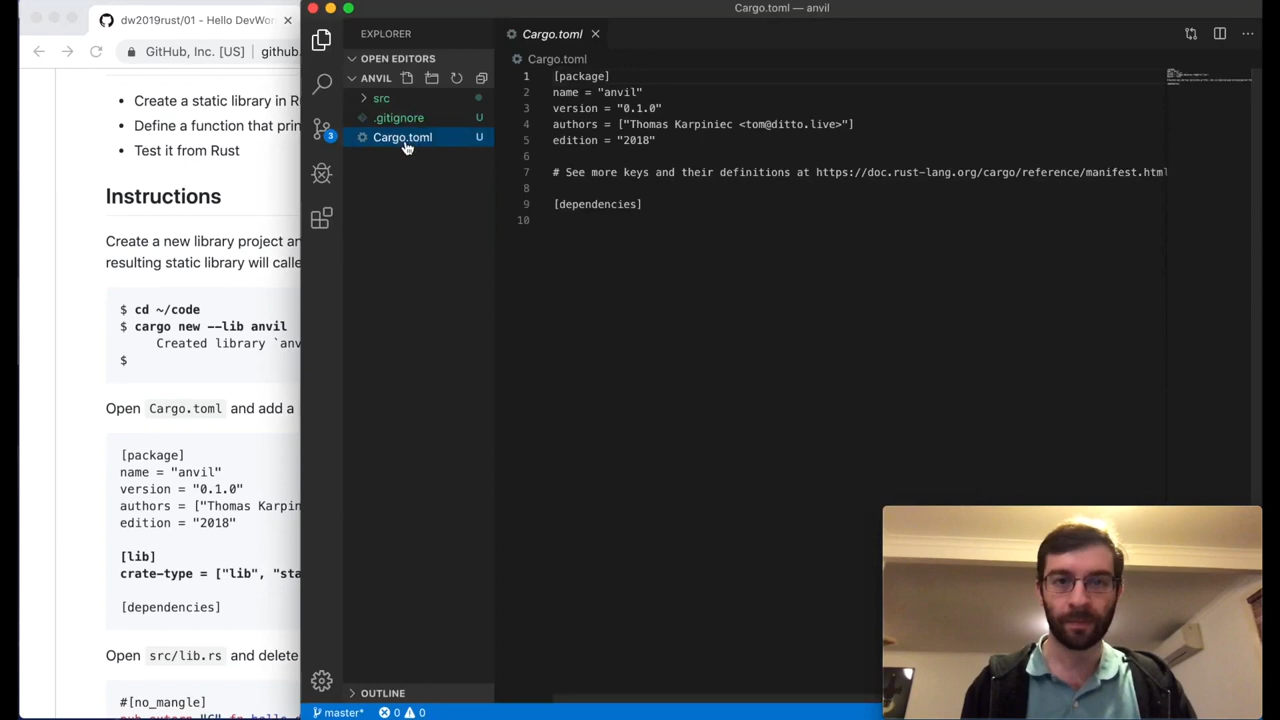 dw2019rust/01 - Hello DevWor
GitHub, Inc. [US]
github.
Create a static library in R
Define a function that prin
Test it from Rust
Instructions
Create a new library project an
resulting static library will calle
$ cd ~/code
$ cargo new --lib anvil
Created library `anv
$
Open Cargo.toml and add a
[package]
name = "anvil"
version = "0.1.0"
authors = ["Thomas Karpin
edition = "2018"
[lib]
crate-type = ["lib", "sta
[dependencies]
Open src/lib.rs and delete
#[no_mangle]
pub extern "C" fn hello
Cargo.toml — anvil
EXPLORER
OPEN EDITORS
ANVIL
src
.gitignore U
Cargo.toml U
3
OUTLINE
master* 0 0
Cargo.toml
Cargo.toml
1 [package]
2 name = "anvil"
3 version = "0.1.0"
4 authors = ["Thomas Karpiniec <tom@ditto.live>"]
5 edition = "2018"
6
7 # See more keys and their definitions at https://doc.rust-lang.org/cargo/reference/manifest.html
8
9 [dependencies]
10